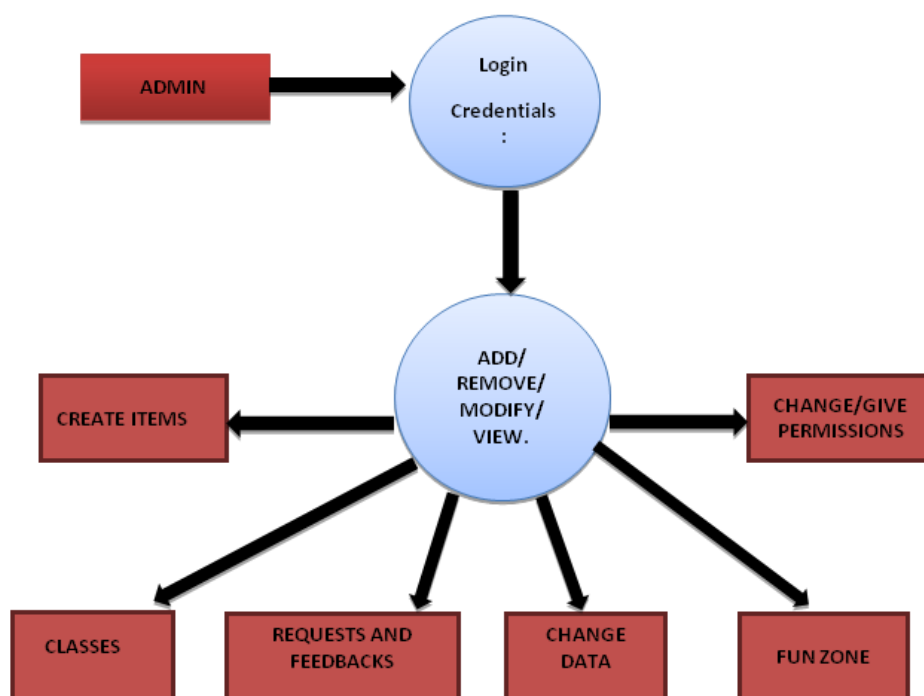 ADMIN
Login
Credentials
:
ADD/
REMOVE/
MODIFY/
VIEW.
CREATE ITEMS
CHANGE/GIVE
PERMISSIONS
CLASSES
REQUESTS AND
FEEDBACKS
CHANGE
DATA
FUN ZONE